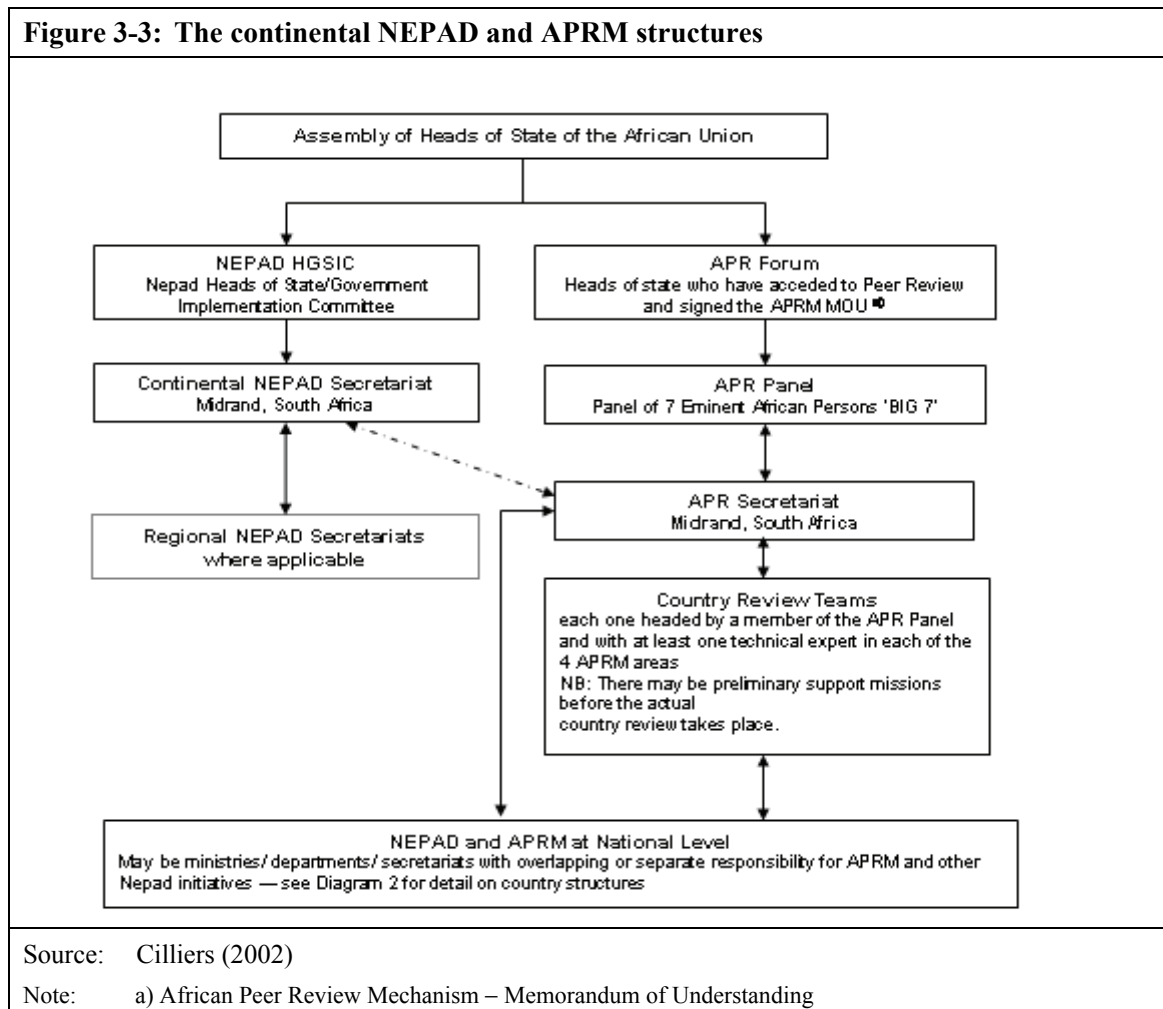 Figure 3-3: The continental NEPAD and APRM structures
Assembly of Heads of State of the African Union
NEPAD HGSIC
Nepad Heads of State/Government
Implementation Committee
APR Forum
Heads of state who have acceded to Peer Review
and signed the APRM MOU
Continental NEPAD Secretariat
Midrand, South Africa
APR Panel
Panel of 7 Eminent African Persons 'BIG 7'
APR Secretariat
Midrand, South Africa
Regional NEPAD Secretariats
where applicable
Country Review Teams
each one headed by a member of the APR Panel
and with at least one technical expert in each of the
4 APRM areas
NB: There may be preliminary support missions
before the actual
country review takes place.
NEPAD and APRM at National Level
May be ministries/ departments/ secretariats with overlapping or separate responsibility for APRM and other
Nepad initiatives — see Diagram 2 for detail on country structures
Source: Cilliers (2002)
Note: a) African Peer Review Mechanism – Memorandum of Understanding